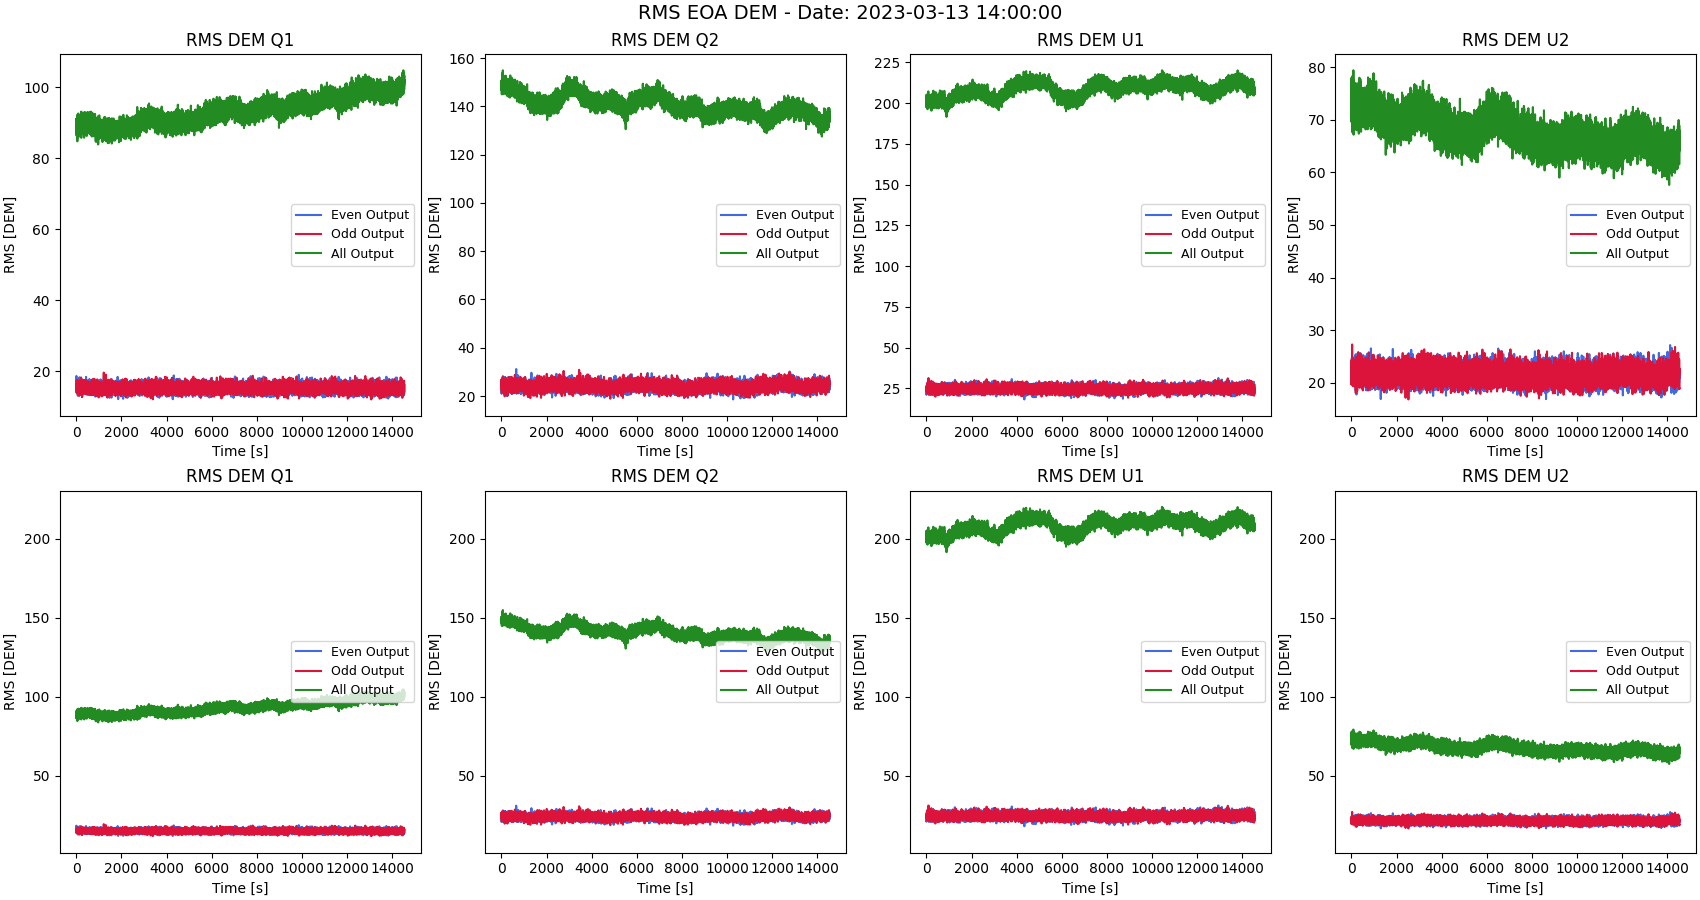 RMS EOA DEM - Date: 2023-03-13 14:00:00
RMS DEM Q1
RMS [DEM]
100
80
60
40
20
Even Output
Odd Output
All Output
0 2000 4000 6000 8000 10000 12000 14000
Time [s]
RMS DEM Q2
RMS [DEM]
160
140
120
100
80
60
40
20
Even Output
Odd Output
All Output
0 2000 4000 6000 8000 10000 12000 14000
Time [s]
RMS DEM U1
RMS [DEM]
225
200
175
150
125
100
75
50
25
Even Output
Odd Output
All Output
0 2000 4000 6000 8000 10000 12000 14000
Time [s]
RMS DEM U2
RMS [DEM]
80
70
60
50
40
30
20
Even Output
Odd Output
All Output
0 2000 4000 6000 8000 10000 12000 14000
Time [s]
RMS DEM Q1
RMS [DEM]
200
150
100
50
Even Output
Odd Output
All Output
0 2000 4000 6000 8000 10000 12000 14000
Time [s]
RMS DEM Q2
RMS [DEM]
200
150
100
50
Even Output
Odd Output
All Output
0 2000 4000 6000 8000 10000 12000 14000
Time [s]
RMS DEM U1
RMS [DEM]
200
150
100
50
Even Output
Odd Output
All Output
0 2000 4000 6000 8000 10000 12000 14000
Time [s]
RMS DEM U2
RMS [DEM]
200
150
100
50
Even Output
Odd Output
All Output
0 2000 4000 6000 8000 10000 12000 14000
Time [s]